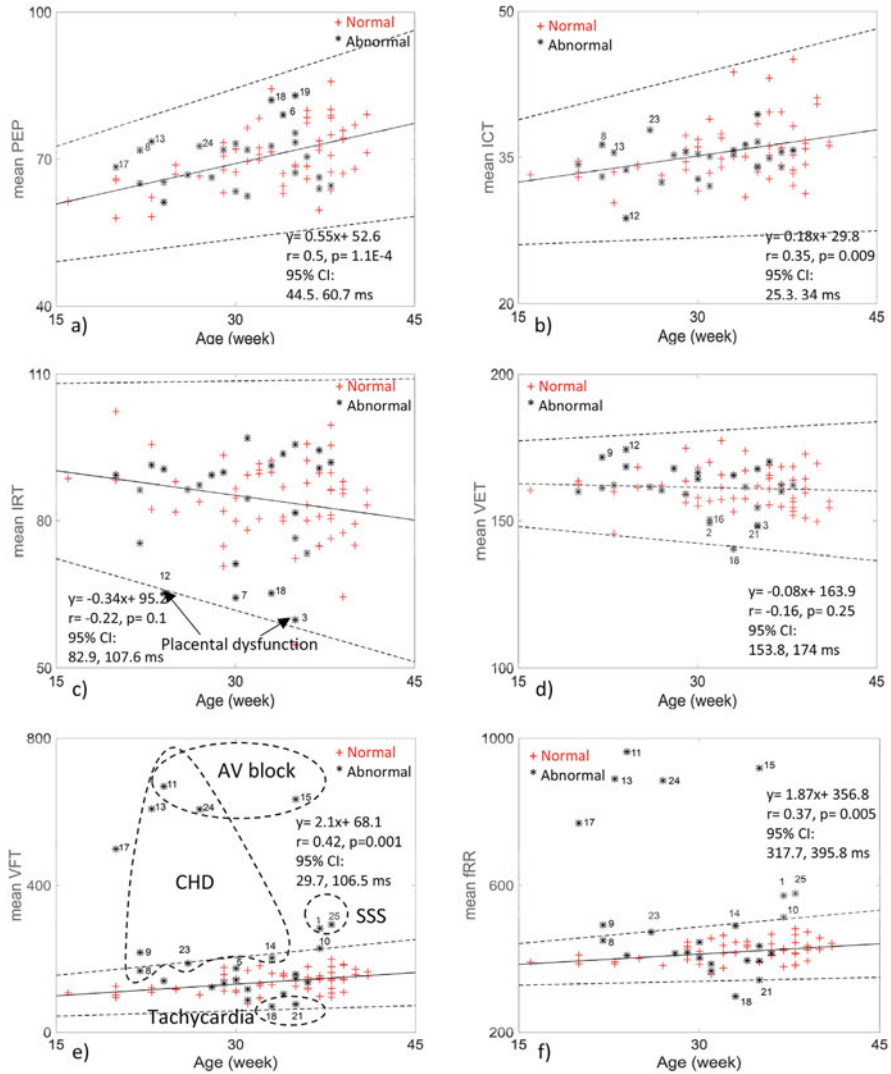 100
+ Normal
* Abnormal
mean PEP
70
40
17
6
13
24
18
19
6
y= 0.55x+ 52.6
r= 0.5, p= 1.1E-4
95% CI:
44.5. 60.7 ms
15
30
45
a)
Age (week)
50
+ Normal
* Abnormal
mean ICT
35
20
8
13
23
12
y= 0.18x+ 29.8
r= 0.35, p= 0.009
95% CI:
25.3. 34 ms
15
30
45
b)
Age (week)
110
+ Normal
* Abnormal
mean IRT
80
50
12
7
18
3
y= -0.34x+ 95.2
r= -0.22, p= 0.1
95% CI:
82.9, 107.6 ms
Placental dysfunction
15
30
45
c)
Age (week)
200
+ Normal
* Abnormal
mean VET
150
100
9
12
16
2
21
3
18
-0.08x+ 163.9
r= -0.16, p= 0.25
95% CI:
153.8, 174 ms
15
30
45
d)
Age (week)
800
+ Normal
* Abnormal
mean VFT
400
0
AV block
11
13
24
15
17
CHD
y= 2.1x+ 68.1
r= 0.42, p=0.001
95% CI:
29.7, 106.5 ms
1
25
SSS
10
9
8
23
5
14
Tachycardia
18
21
15
30
45
e)
Age (week)
1000
+ Normal
* Abnormal
mean fRR
600
200
11
13
24
15
17
y= 1.87x+ 356.8
r= 0.37, p= 0.005
95% CI:
317.7, 395.8 ms
1
25
10
9
8
23
14
18
21
15
30
45
f)
Age (week)